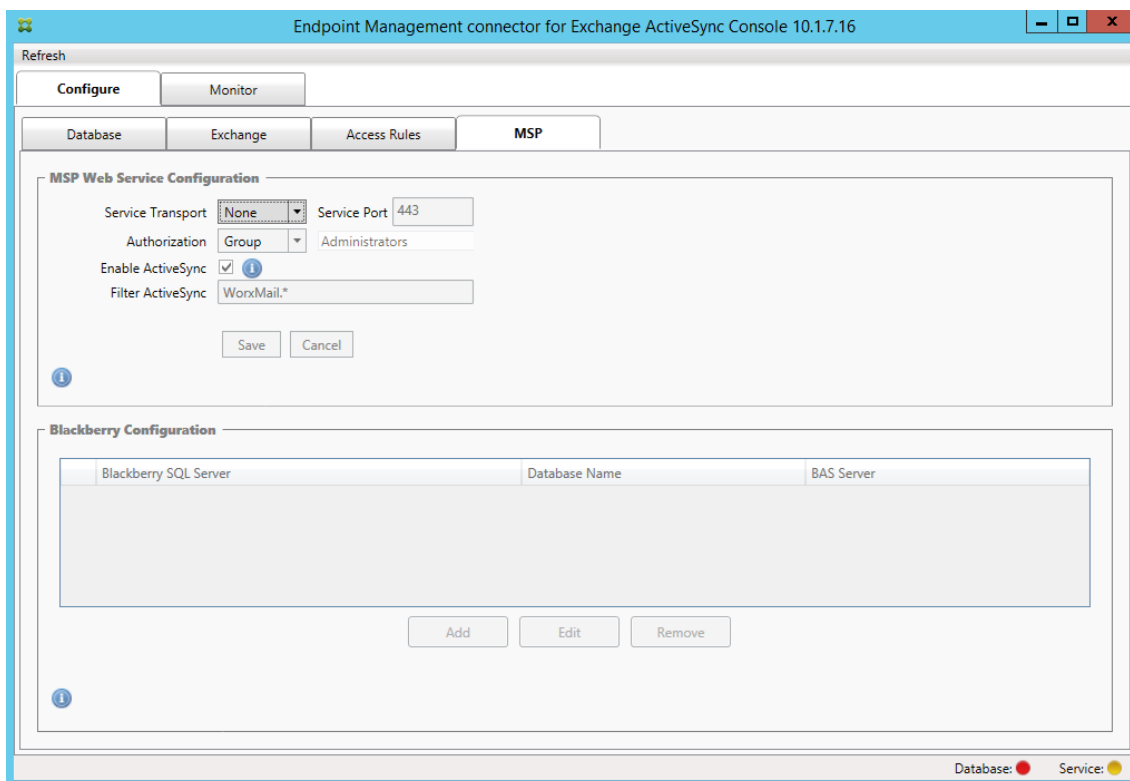 Endpoint Management connector for Exchange ActiveSync Console 10.1.7.16
Refresh
Configure Monitor
Database Exchange Access Rules MSP
MSP Web Service Configuration
Service Transport None Service Port 443
Authorization Group Administrators
Enable ActiveSync
Filter ActiveSync WorxMail.*
Save Cancel
Blackberry Configuration
Blackberry SQL Server Database Name BAS Server
Add Edit Remove
Database: Service: